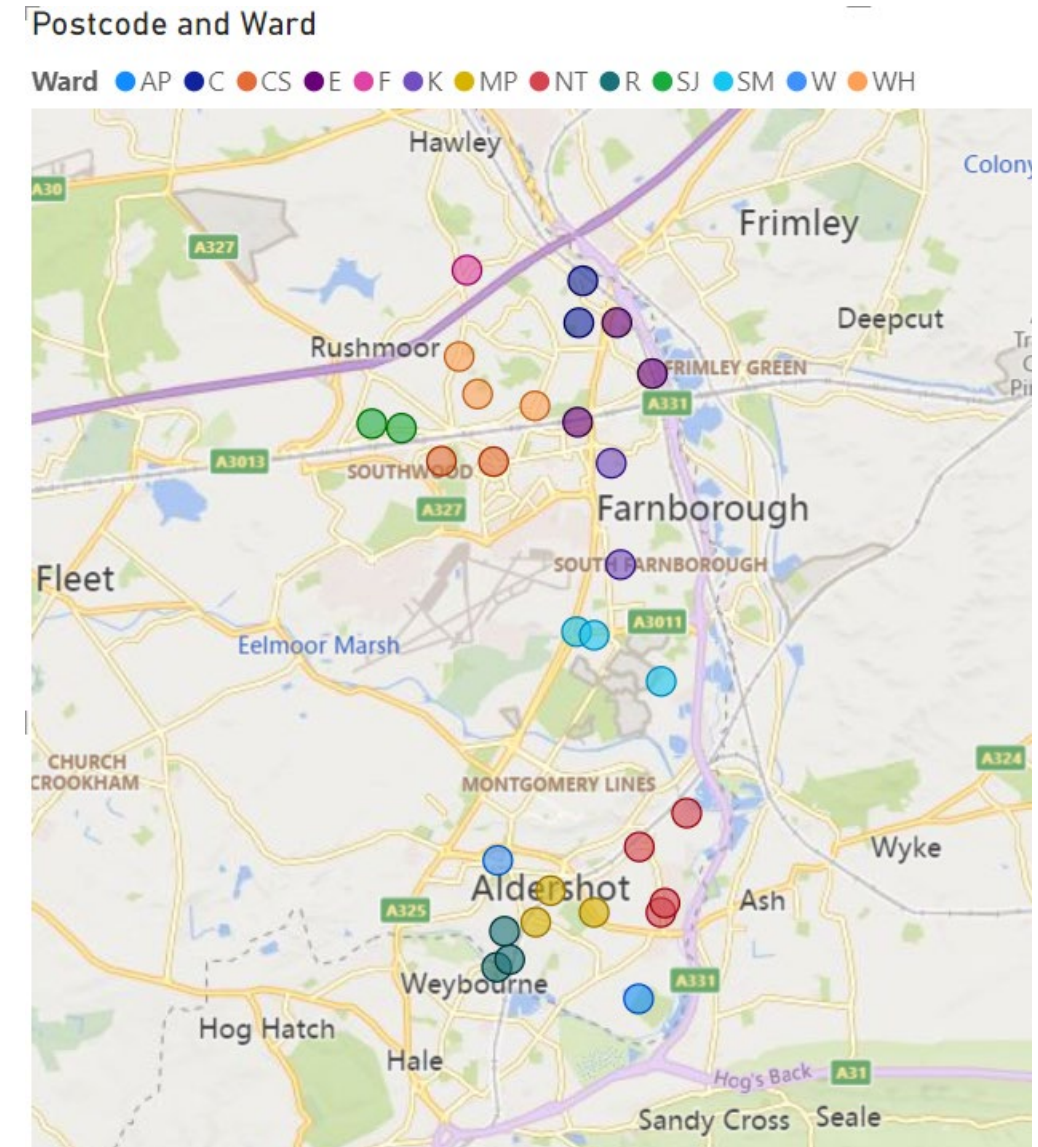 Postcode and Ward
Ward AP C CS E F K MP NT R SJ SM W WH
Hawley
Colony
A30
Frimley
A327
Deepcut
Rushmoor
FRIMLEY GREEN
A331
A3013
SOUTHWOOD
A327
Farnborough
SOUTH FARNBOROUGH
Fleet
A3011
Eelmoor Marsh
CHURCH
CROOKHAM
A324
MONTGOMERY LINES
Wyke
Aldershot
Ash
A325
Weybourne
A331
Hog Hatch
Hale
Hog's Back
A31
Sandy Cross
Seale